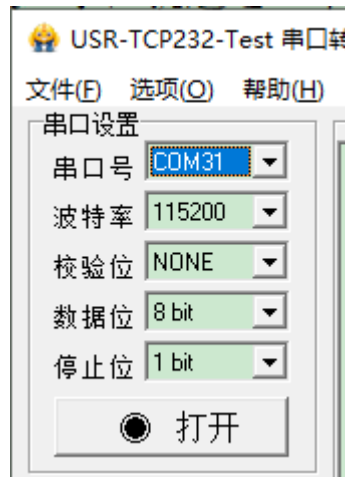 USR-TCP232-Test 串口转
文件(F) 选项(O) 帮助(H)
串口设置
串口号 COM31
波特率 115200
校验位 NONE
数据位 8 bit
停止位 1 bit
打开